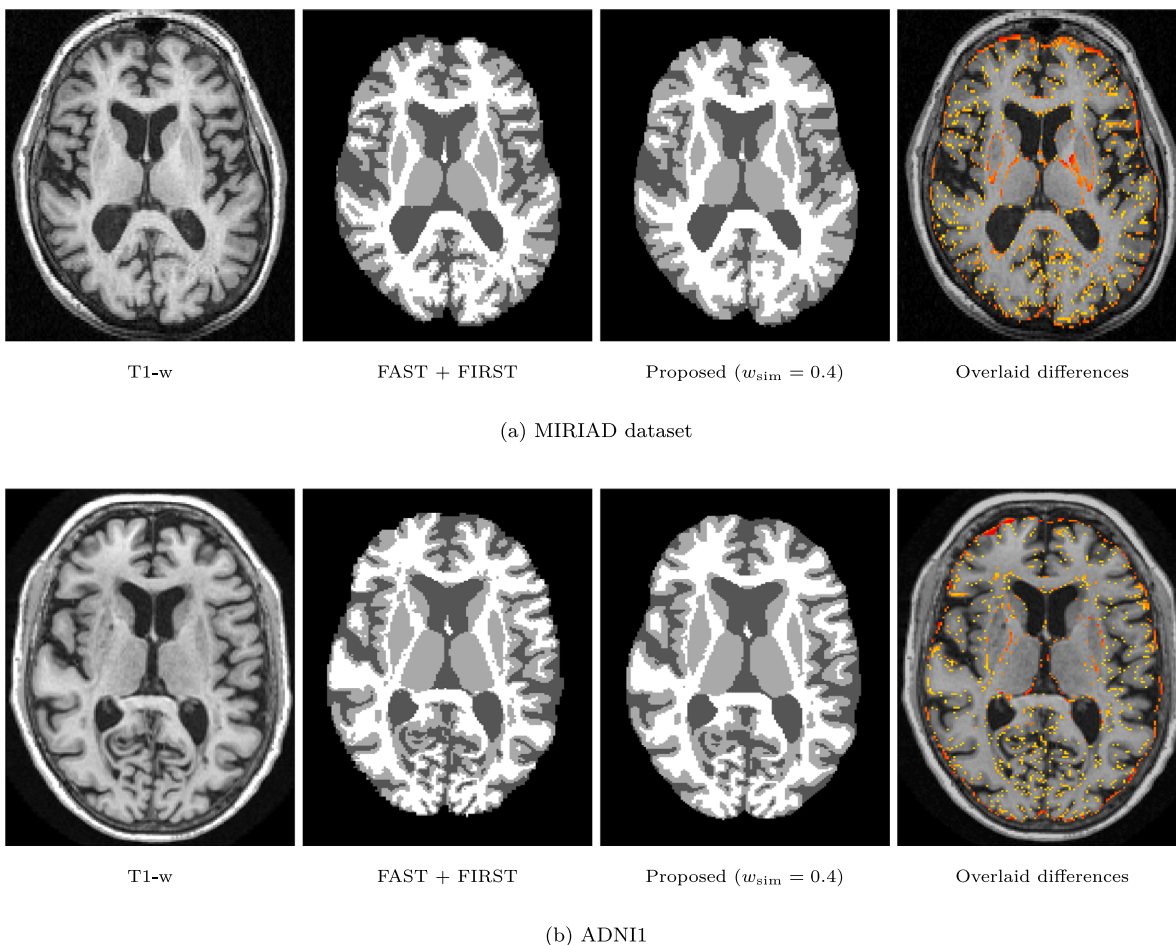 T1-w FAST + FIRST Proposed (w_sim = 0.4) Overlaid differences
(a) MIRIAD dataset
T1-w FAST + FIRST Proposed (w_sim = 0.4) Overlaid differences
(b) ADNI1